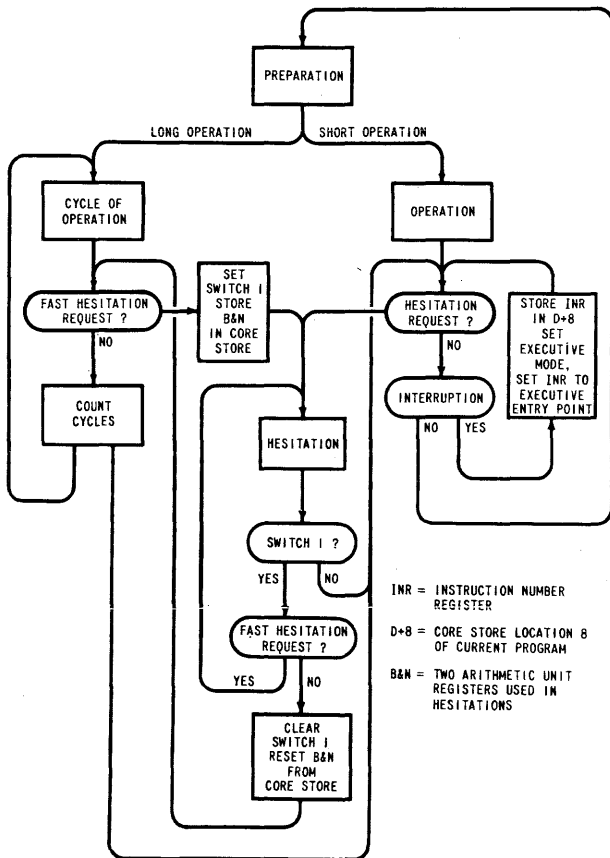 PREPARATION
LONG OPERATION
SHORT OPERATION
CYCLE OF
OPERATION
OPERATION
FAST HESITATION
REQUEST ?
SET
SWITCH I
STORE
B&N
IN CORE
STORE
HESITATION
REQUEST ?
STORE INR
IN D+8
SET
EXECUTIVE
MODE,
SET INR TO
EXECUTIVE
ENTRY POINT
NO
NO
COUNT
CYCLES
INTERRUPTION
NO
YES
HESITATION
SWITCH I ?
YES
NO
FAST HESITATION
REQUEST ?
YES
NO
CLEAR
SWITCH I
RESET B&N
FROM
CORE STORE
INR = INSTRUCTION NUMBER
REGISTER
D+8 = CORE STORE LOCATION 8
OF CURRENT PROGRAM
B&N = TWO ARITHMETIC UNIT
REGISTERS USED IN
HESITATIONS